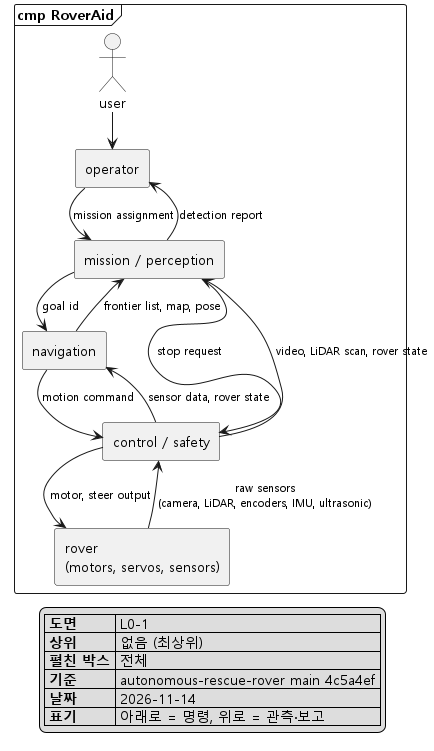 cmp RoverAid
user
operator
mission assignment
detection report
mission / perception
goal id
frontier list, map, pose
navigation
stop request
video, LiDAR scan, rover state
motion command
sensor data, rover state
control / safety
motor, steer output
raw sensors
(camera, LiDAR, encoders, IMU, ultrasonic)
rover
(motors, servos, sensors)
도면 L0-1
상위 없음 (최상위)
펼친 박스 전체
기준 autonomous-rescue-rover main 4c5a4ef
날짜 2026-11-14
표기 아래로 = 명령, 위로 = 관측·보고